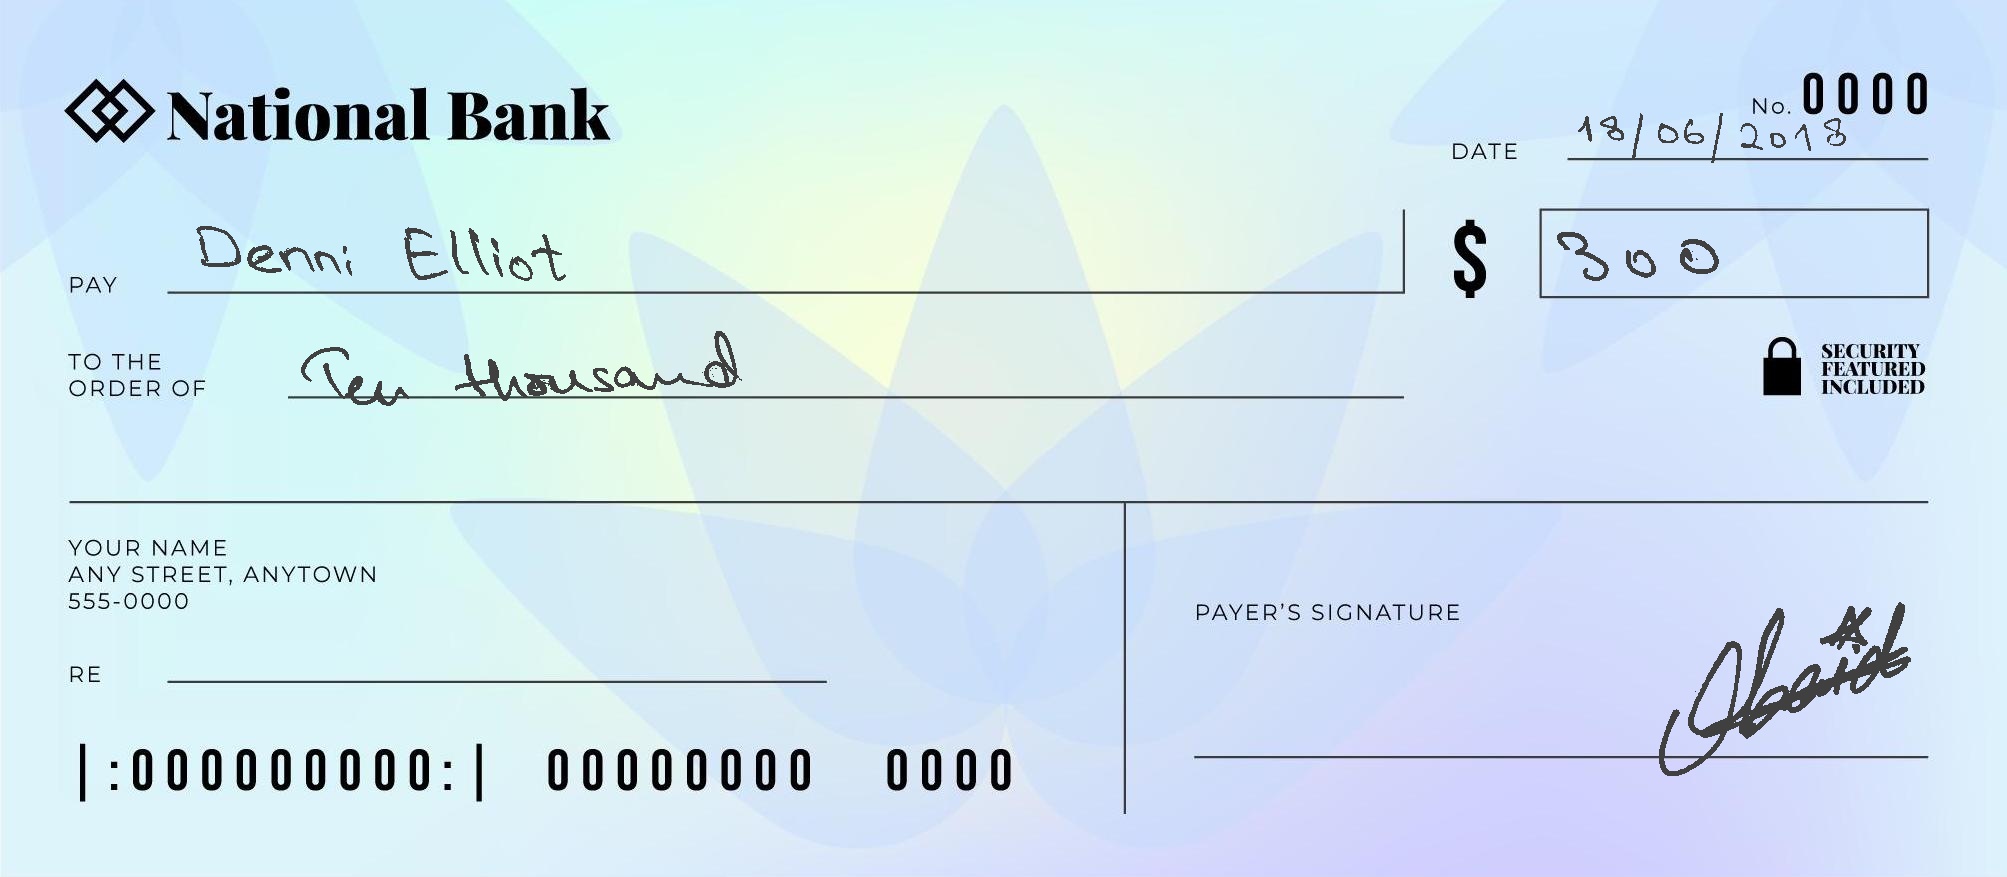 National Bank
No. 0000
DATE 18/06/2018
PAY Denni Elliot $ 300
TO THE
ORDER OF Ten thousand
SECURITY
FEATURED
INCLUDED
YOUR NAME
ANY STREET, ANYTOWN
555-0000
PAYER'S SIGNATURE
RE
|:000000000:| 00000000 0000